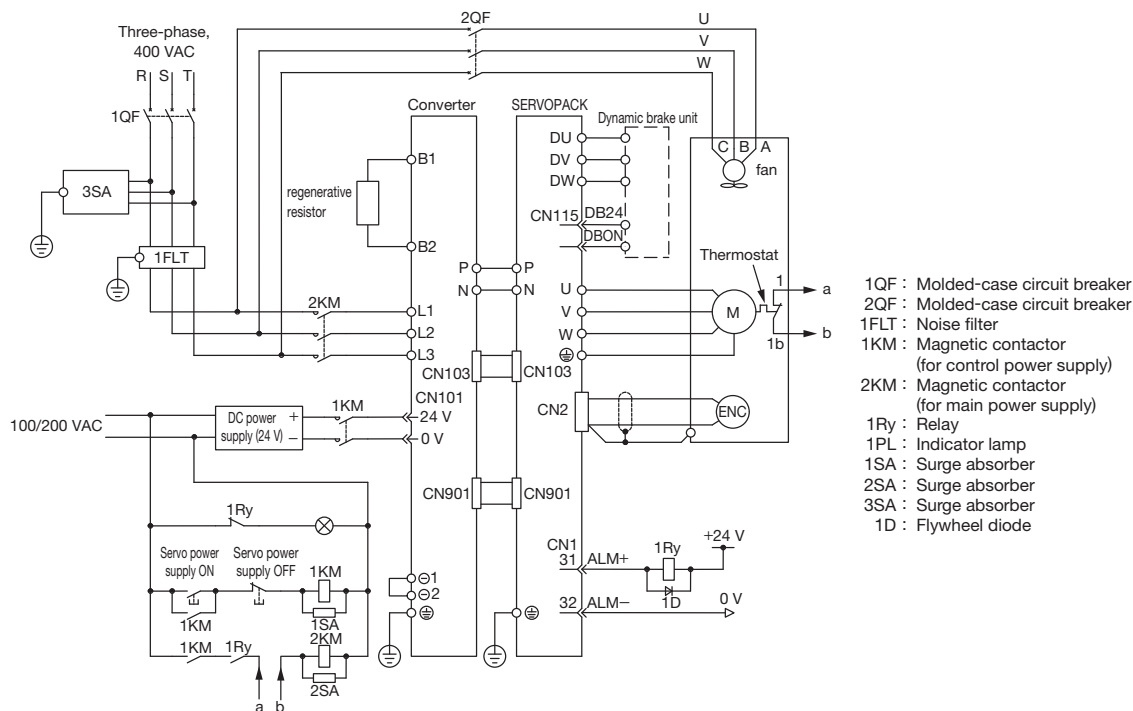 2QF
U
V
W
Three-phase,
400 VAC
R S T
1QF
3SA
1FLT
Converter
SERVOPACK
Dynamic brake unit
DU
DV
DW
CN115
DB24
DBON
C B A
fan
B1
regenerative
resistor
B2
P P
N N
2KM
L1
L2
L3
U
V
W
M
Thermostat
1
a
1b
b
CN103 CN103
CN101
100/200 VAC
DC power
supply (24 V)
+
−
1KM
24 V
0 V
CN2
ENC
CN901 CN901
1Ry
Servo power
supply ON
Servo power
supply OFF
1KM
1KM
1SA
2KM
1KM
1Ry
2SA
a b
⊖1
⊖2
CN1
31 ALM+
1Ry
+24 V
1D
32 ALM−
0 V
1QF : Molded-case circuit breaker
2QF : Molded-case circuit breaker
1FLT : Noise filter
1KM : Magnetic contactor
(for control power supply)
2KM : Magnetic contactor
(for main power supply)
1Ry : Relay
1PL : Indicator lamp
1SA : Surge absorber
2SA : Surge absorber
3SA : Surge absorber
1D : Flywheel diode